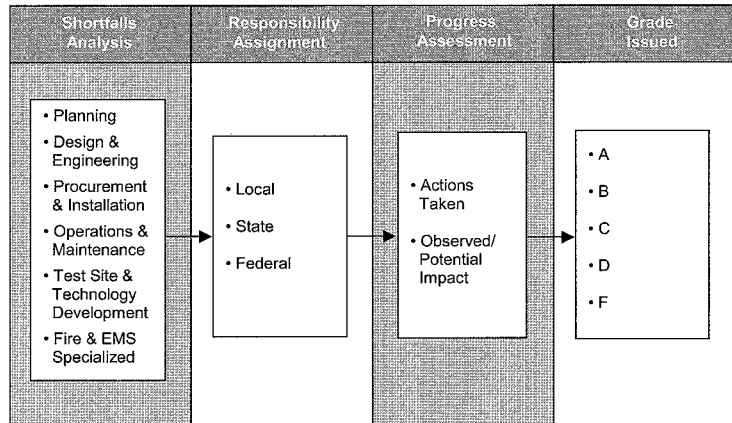 Shortfalls
Analysis
Responsibility
Assignment
Progress
Assessment
Grade
Issued
• Planning
• Design &
Engineering
• Procurement
& Installation
• Operations &
Maintenance
• Test Site &
Technology
Development
• Fire & EMS
Specialized
• Local
• State
• Federal
• Actions
Taken
• Observed/
Potential
Impact
• A
• B
• C
• D
• F